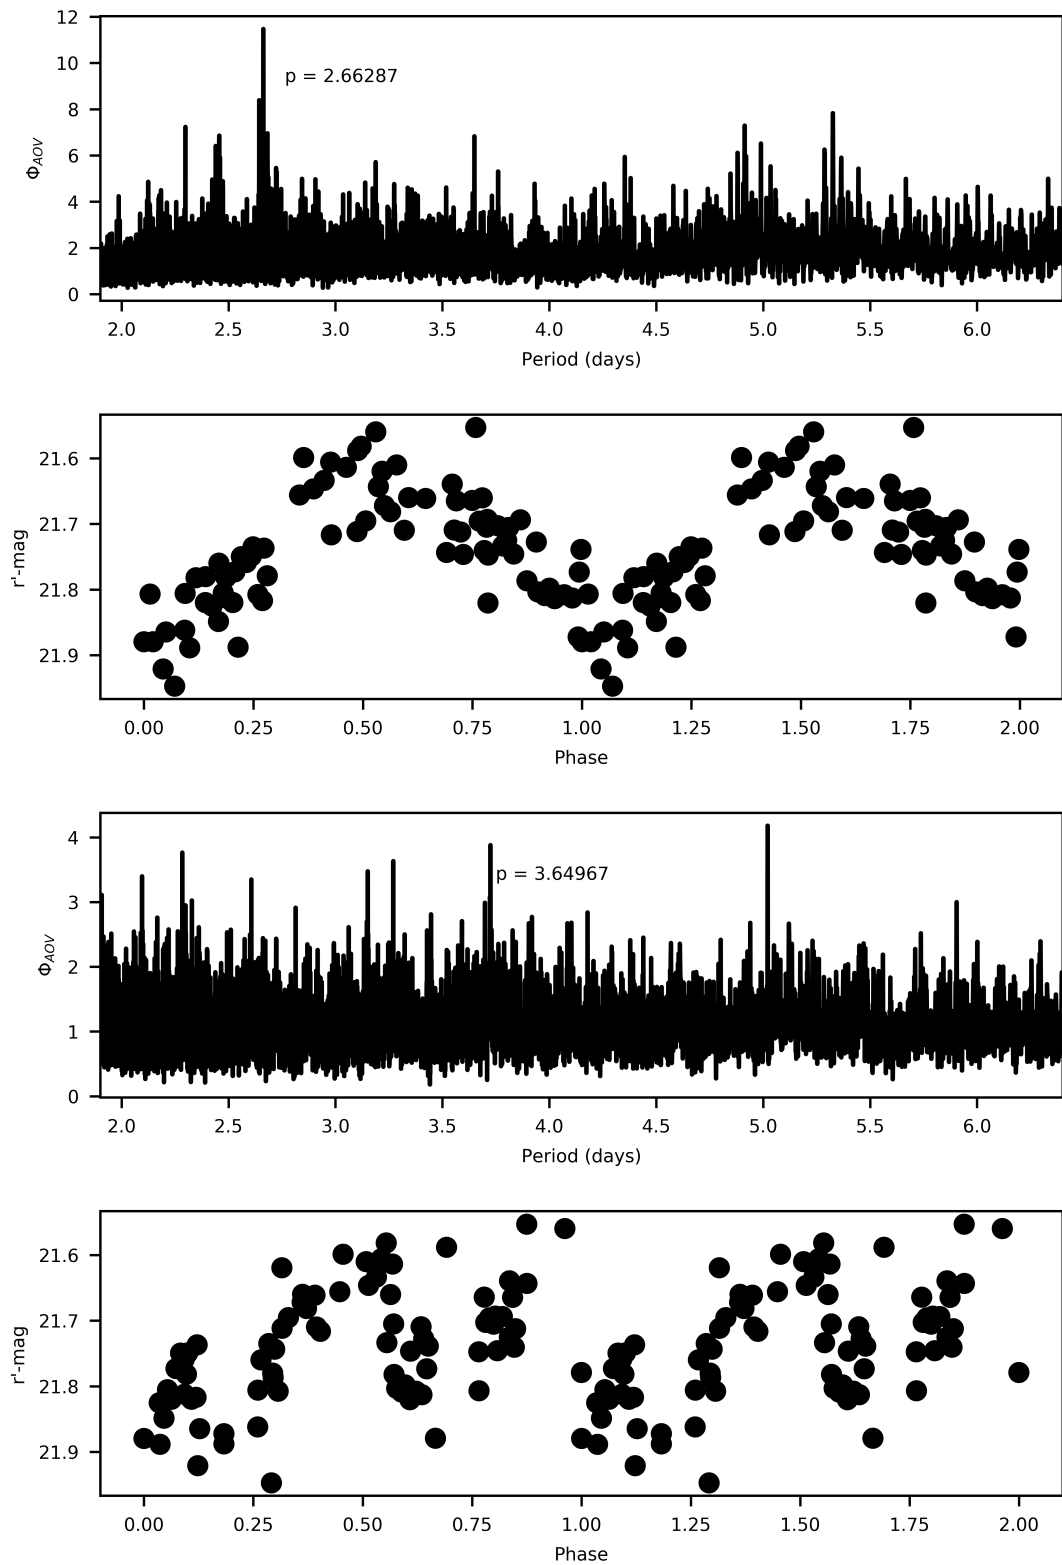 12
10
8
6
4
2
0
Φ_AOV
p = 2.66287
2.0 2.5 3.0 3.5 4.0 4.5 5.0 5.5 6.0
Period (days)
21.6
21.7
21.8
21.9
r'-mag
0.00 0.25 0.50 0.75 1.00 1.25 1.50 1.75 2.00
Phase
4
3
2
1
0
Φ_AOV
p = 3.64967
2.0 2.5 3.0 3.5 4.0 4.5 5.0 5.5 6.0
Period (days)
21.6
21.7
21.8
21.9
r'-mag
0.00 0.25 0.50 0.75 1.00 1.25 1.50 1.75 2.00
Phase